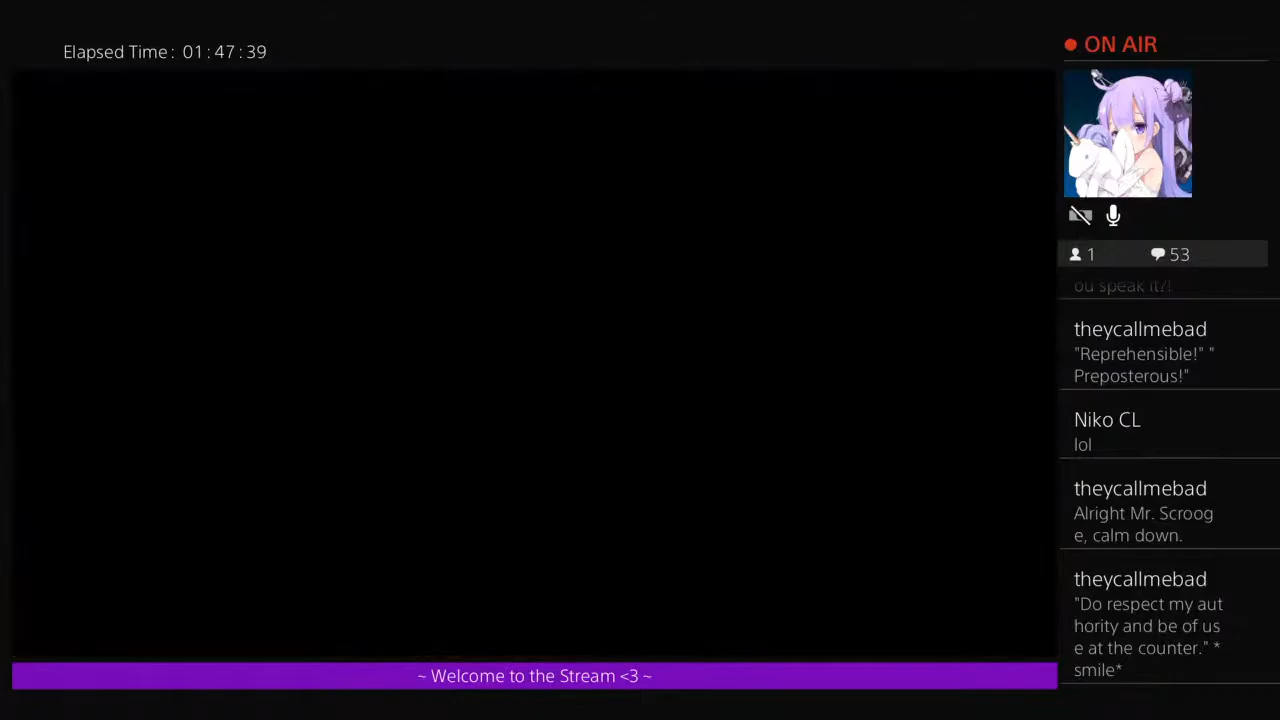 Elapsed Time: 01:47:39
ON AIR
1 53
ou speak it?!
theycallmebad
"Reprehensible!" "
Preposterous!"
Niko CL
lol
theycallmebad
Alright Mr. Scroog
e, calm down.
theycallmebad
"Do respect my aut
hority and be of us
e at the counter." *
smile*
~ Welcome to the Stream <3 ~